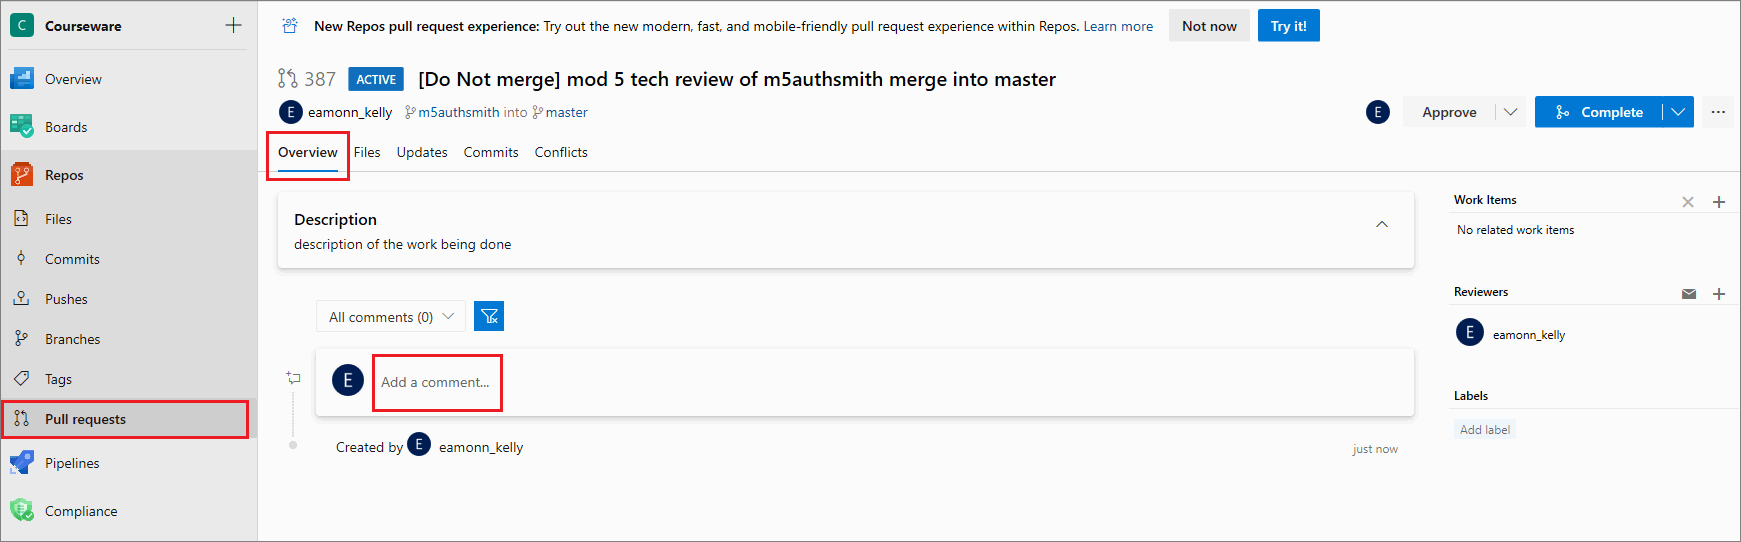 C Courseware
Overview
Boards
Repos
Files
Commits
Pushes
Branches
Tags
Pull requests
Pipelines
Compliance
New Repos pull request experience: Try out the new modern, fast, and mobile-friendly pull request experience within Repos. Learn more Not now Try it!
387 ACTIVE [Do Not merge] mod 5 tech review of m5authsmith merge into master
E eamonn_kelly m5authsmith into master
E Approve Complete ...
Overview Files Updates Commits Conflicts
Description
description of the work being done
All comments (0)
E Add a comment...
Created by E eamonn_kelly just now
Work Items
No related work items
Reviewers
E eamonn_kelly
Labels
Add label